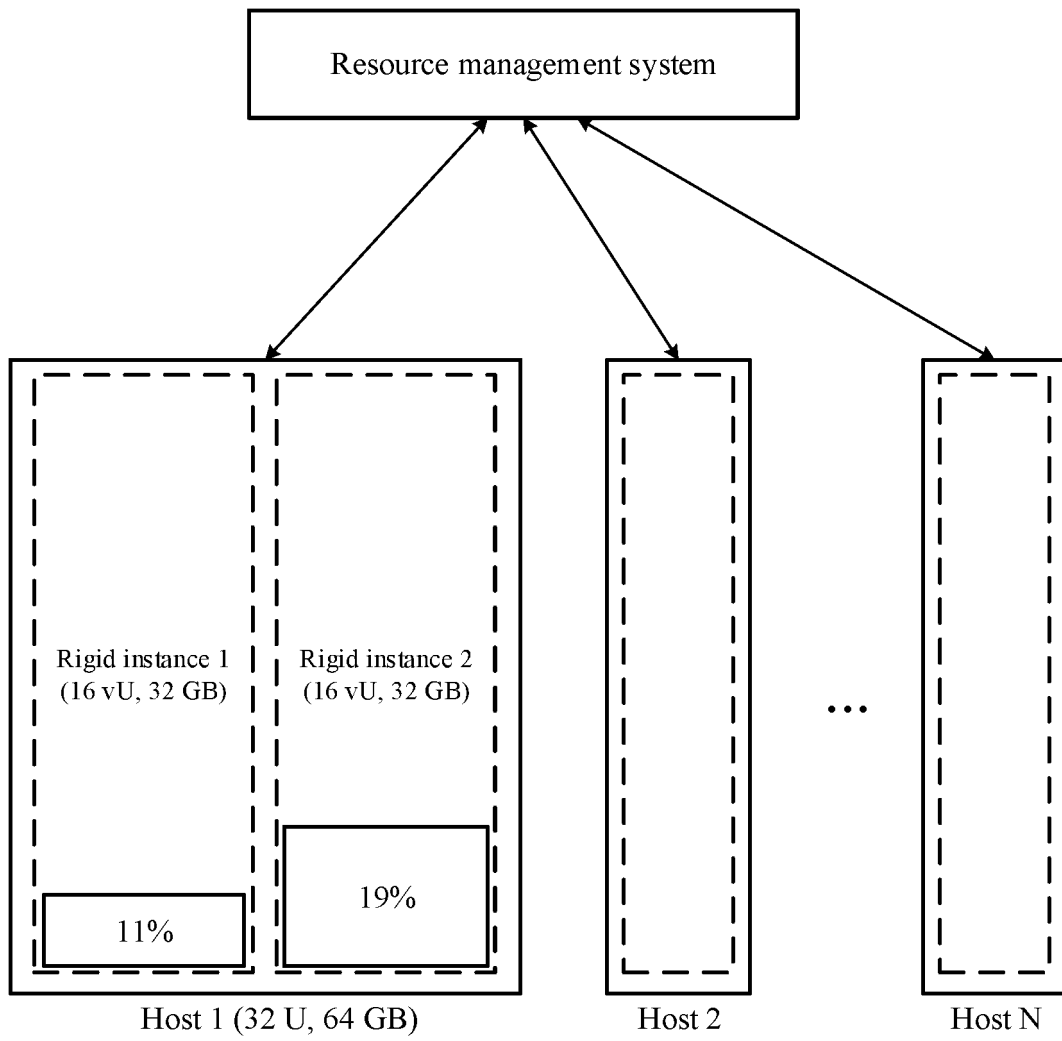 Resource management system
Rigid instance 1
(16 vU, 32 GB)
Rigid instance 2
(16 vU, 32 GB)
...
11%
19%
Host 1 (32 U, 64 GB)
Host 2
Host N